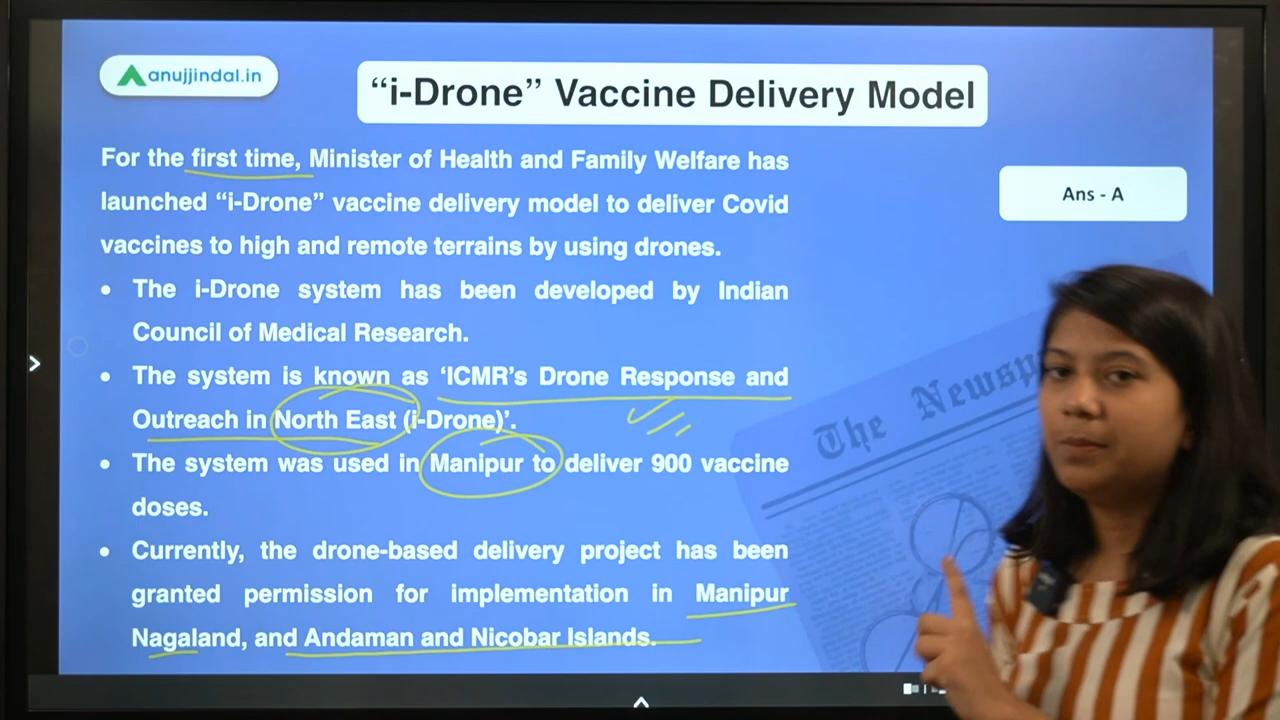 anujjindal.in
“i-Drone” Vaccine Delivery Model
For the first time, Minister of Health and Family Welfare has
launched “i-Drone” vaccine delivery model to deliver Covid
vaccines to high and remote terrains by using drones.
• The i-Drone system has been developed by Indian
Council of Medical Research.
• The system is known as ‘ICMR’s Drone Response and
Outreach in North East (i-Drone)’.
• The system was used in Manipur to deliver 900 vaccine
doses.
• Currently, the drone-based delivery project has been
granted permission for implementation in Manipur
Nagaland, and Andaman and Nicobar Islands.
Ans - A
The